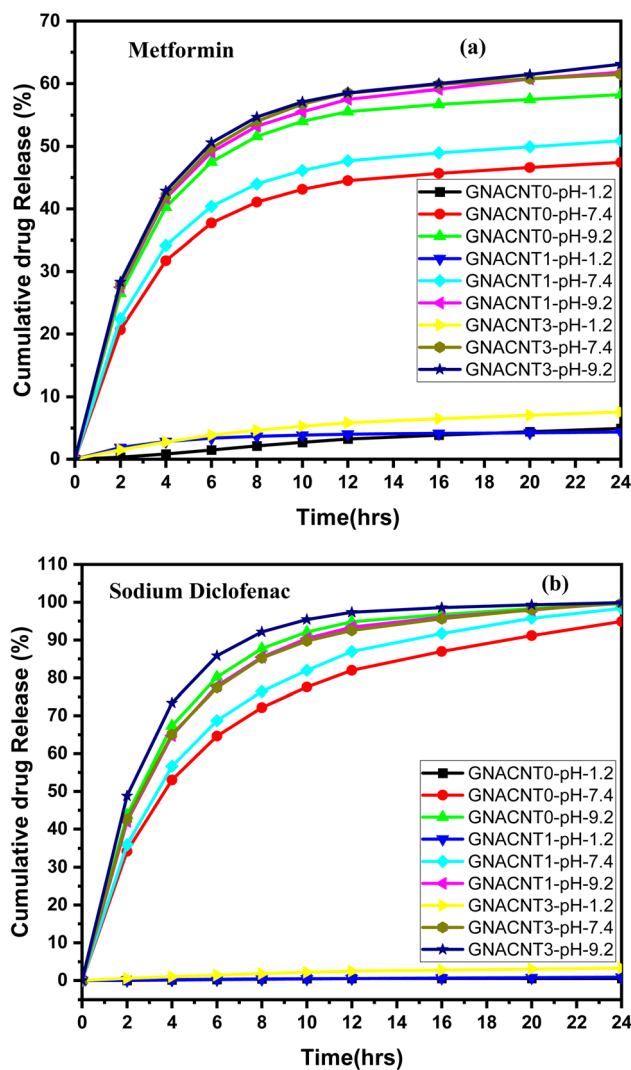 Metformin
(a)
Cumulative drug Release (%)
70
60
50
40
30
20
10
0
GNACNT0-pH-1.2
GNACNT0-pH-7.4
GNACNT0-pH-9.2
GNACNT1-pH-1.2
GNACNT1-pH-7.4
GNACNT1-pH-9.2
GNACNT3-pH-1.2
GNACNT3-pH-7.4
GNACNT3-pH-9.2
0 2 4 6 8 10 12 14 16 18 20 22 24
Time(hrs)
Sodium Diclofenac
(b)
Cumulative drug Release (%)
110
100
90
80
70
60
50
40
30
20
10
0
GNACNT0-pH-1.2
GNACNT0-pH-7.4
GNACNT0-pH-9.2
GNACNT1-pH-1.2
GNACNT1-pH-7.4
GNACNT1-pH-9.2
GNACNT3-pH-1.2
GNACNT3-pH-7.4
GNACNT3-pH-9.2
0 2 4 6 8 10 12 14 16 18 20 22 24
Time(hrs)